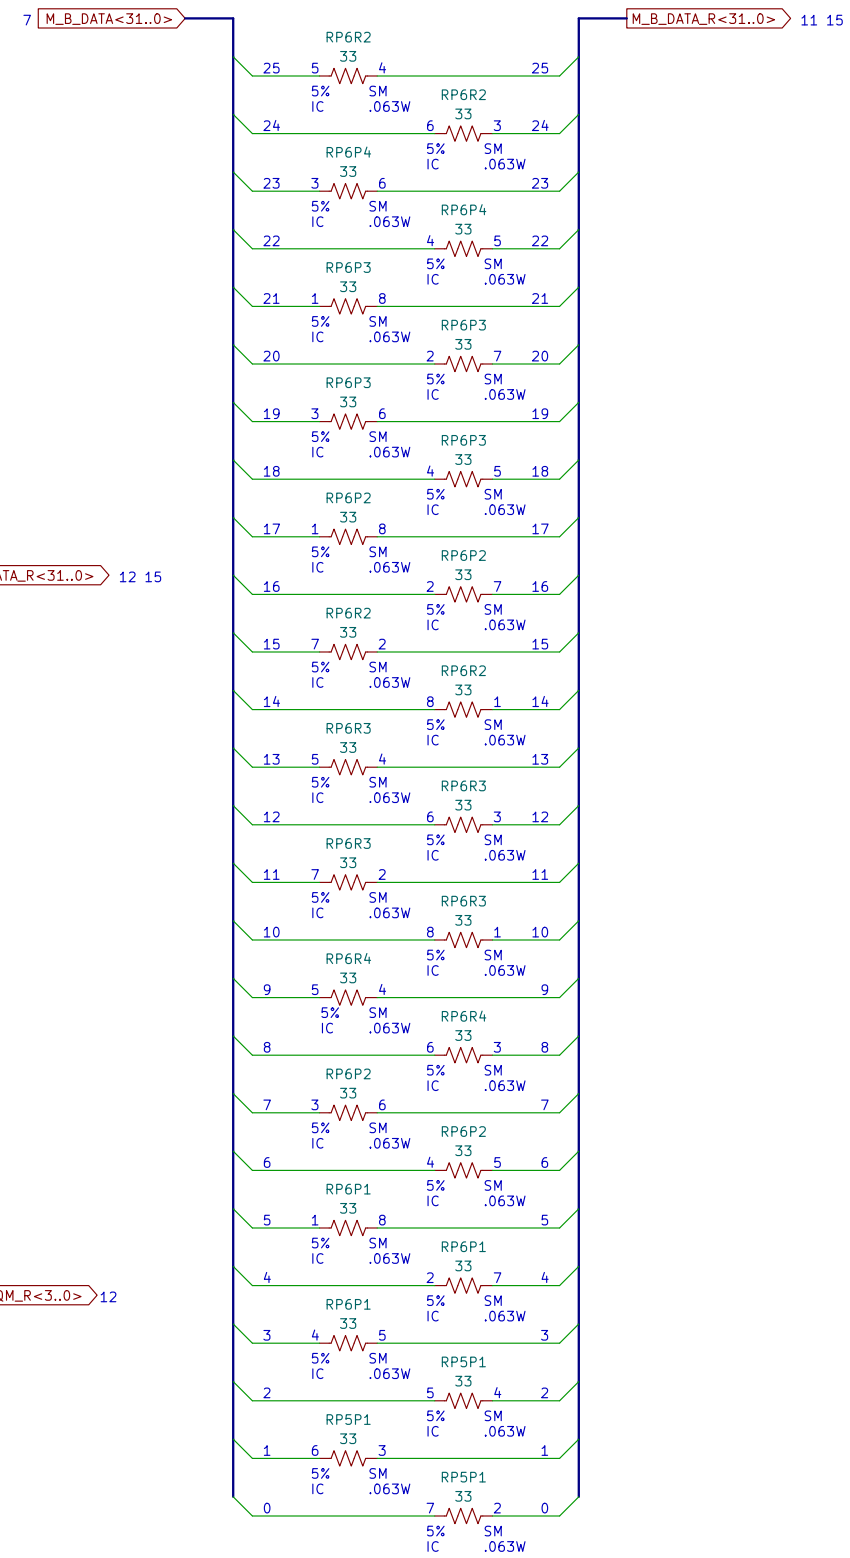 7 M_B_DATA<31..0> M_B_DATA_R<31..0> 11 15
RP6R2
33
25 5 4 25
5% SM
IC .063W
RP6R2
33
24 6 3 24
5% SM
IC .063W
RP6P4
33
23 3 6 23
5% SM
IC .063W
RP6P4
33
22 4 5 22
5% SM
IC .063W
RP6P3
33
21 1 8 21
5% SM
IC .063W
RP6P3
33
20 2 7 20
5% SM
IC .063W
RP6P3
33
19 3 6 19
5% SM
IC .063W
RP6P3
33
18 4 5 18
5% SM
IC .063W
RP6P2
33
17 1 8 17
5% SM
IC .063W
RP6P2
33
ATA_R<31..0> 12 15
16 2 7 16
5% SM
IC .063W
RP6R2
33
15 7 2 15
5% SM
IC .063W
RP6R2
33
14 8 1 14
5% SM
IC .063W
RP6R3
33
13 5 4 13
5% SM
IC .063W
RP6R3
33
12 6 3 12
5% SM
IC .063W
RP6R3
33
11 7 2 11
5% SM
IC .063W
RP6R3
33
10 8 1 10
5% SM
IC .063W
RP6R4
33
9 5 4 9
5% SM
IC .063W
RP6R4
33
8 6 3 8
5% SM
IC .063W
RP6P2
33
7 3 6 7
5% SM
IC .063W
RP6P2
33
6 4 5 6
5% SM
IC .063W
RP6P1
33
5 1 8 5
5% SM
IC .063W
RP6P1
33
4 2 7 4
5% SM
IC .063W
QM_R<3..0> 12
RP6P1
33
3 4 5 3
5% SM
IC .063W
RP5P1
33
2 5 4 2
5% SM
IC .063W
RP5P1
33
1 6 3 1
5% SM
IC .063W
RP5P1
33
0 7 2 0
5% SM
IC .063W